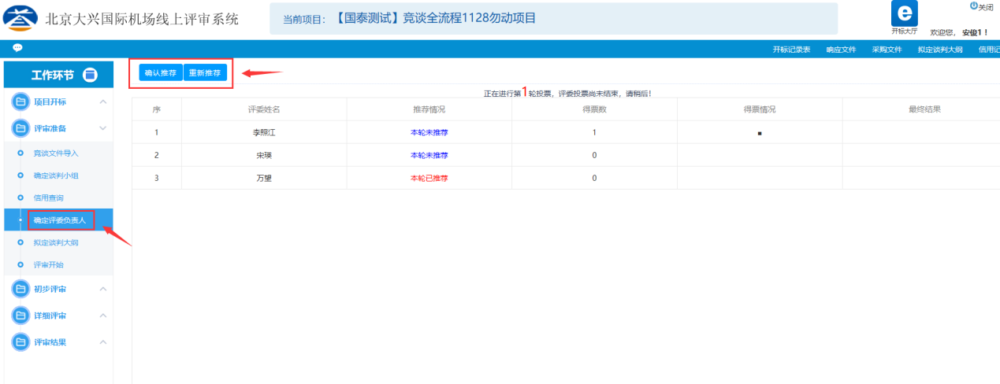 北京大兴国际机场线上评审系统
当前项目：【国泰测试】竞谈全流程1128勿动项目
开标大厅
关闭
欢迎您，安俊1！
开标记录表 响应文件 采购文件 拟定谈判大纲 信用记
工作环节
确认推荐 重新推荐
正在进行第1轮投票，评委投票尚未结束，请稍后!
项目开标
评审准备
竞谈文件导入
确定谈判小组
信用查询
确定评委负责人
拟定谈判大纲
评审开始
初步评审
详细评审
评审结果
序 评委姓名 推荐情况 得票数 得票情况 最终结果
1 李照江 本轮未推荐 1 ■
2 宋瑛 本轮未推荐 0
3 万望 本轮已推荐 0